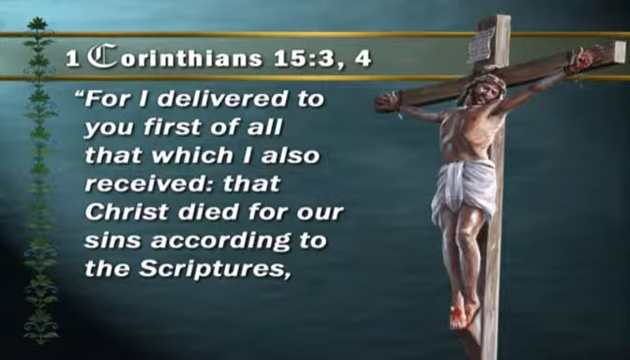 1 Corinthians 15:3, 4
“For I delivered to
you first of all
that which I also
received: that
Christ died for our
sins according to
the Scriptures,